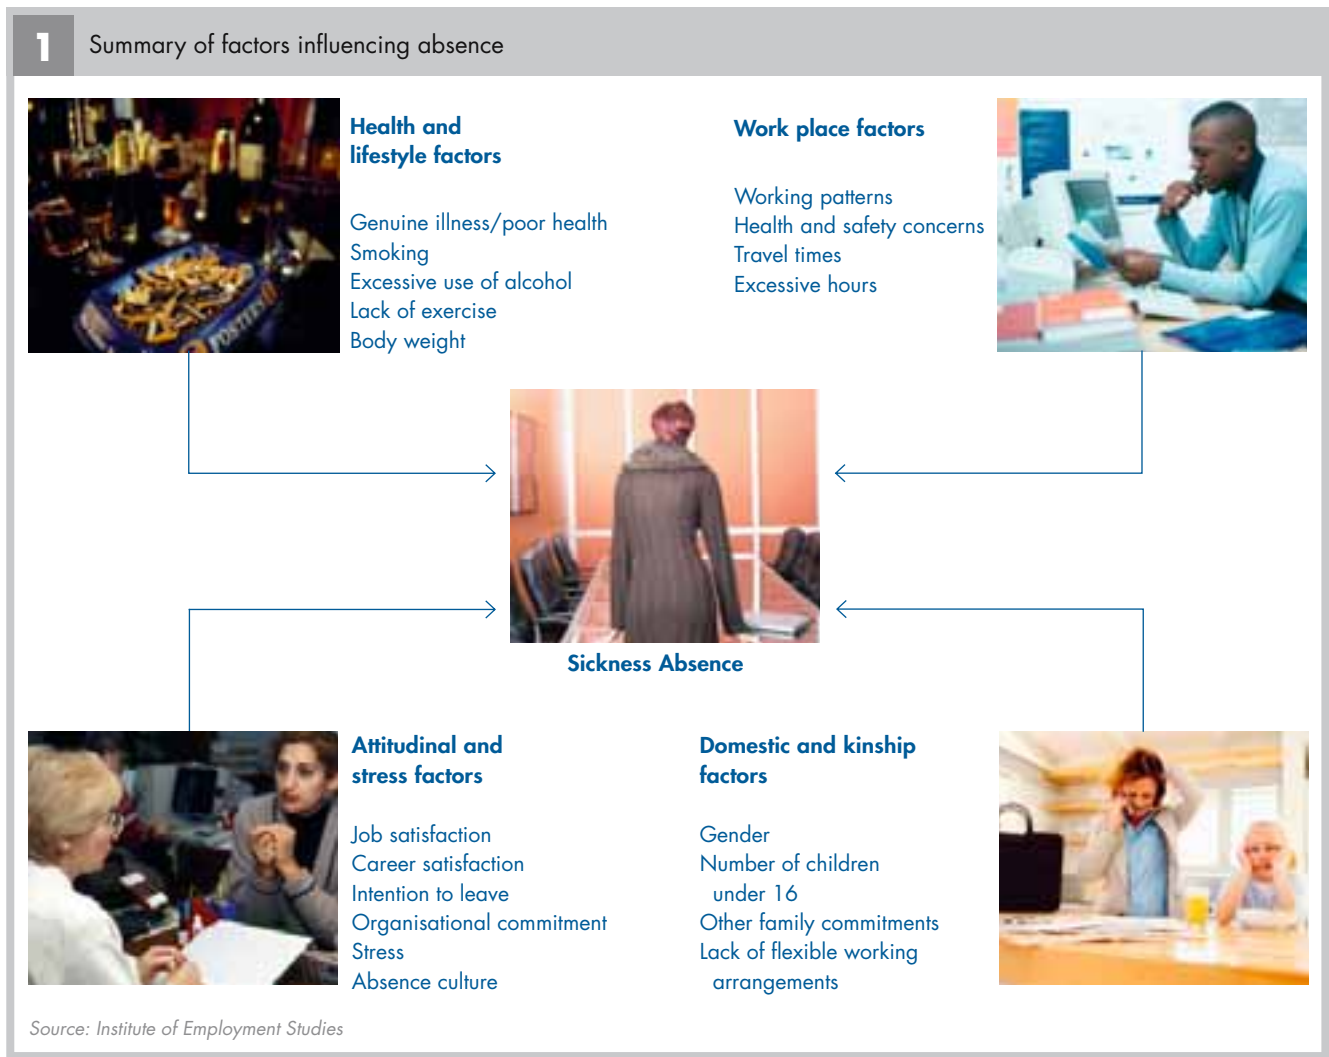 1
Summary of factors influencing absence
Health and
lifestyle factors
Genuine illness/poor health
Smoking
Excessive use of alcohol
Lack of exercise
Body weight
Work place factors
Working patterns
Health and safety concerns
Travel times
Excessive hours
Sickness Absence
Attitudinal and
stress factors
Job satisfaction
Career satisfaction
Intention to leave
Organisational commitment
Stress
Absence culture
Domestic and kinship
factors
Gender
Number of children
under 16
Other family commitments
Lack of flexible working
arrangements
Source: Institute of Employment Studies